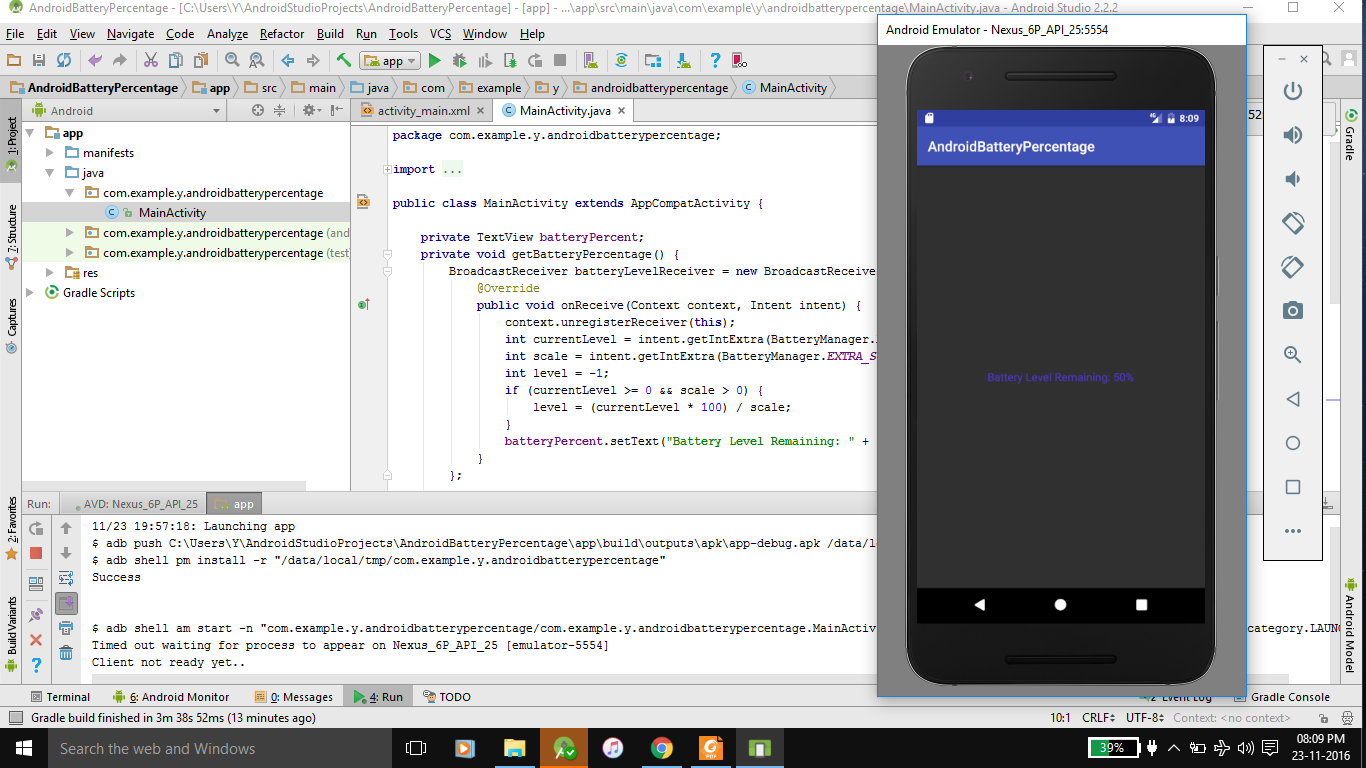 AndroidBatteryPercentage - [C:\Users\Y\AndroidStudioProjects\AndroidBatteryPercentage] - [app] - ...\app\src\main\java\com\example\y\androidbatterypercentage\MainActivity.java - Android Studio 2.2.2
File Edit View Navigate Code Analyze Refactor Build Run Tools VCS Window Help
app
AndroidBatteryPercentage app src main java com example y androidbatterypercentage MainActivity
1: Project
7: Structure
Captures
2: Favorites
Build Variants
Android
app
manifests
java
com.example.y.androidbatterypercentage
MainActivity
com.example.y.androidbatterypercentage (and
com.example.y.androidbatterypercentage (test
res
Gradle Scripts
activity_main.xml MainActivity.java
package com.example.y.androidbatterypercentage;
import ...
public class MainActivity extends AppCompatActivity {
private TextView batteryPercent;
private void getBatteryPercentage() {
BroadcastReceiver batteryLevelReceiver = new BroadcastReceive
@Override
public void onReceive(Context context, Intent intent) {
context.unregisterReceiver(this);
int currentLevel = intent.getIntExtra(BatteryManager.
int scale = intent.getIntExtra(BatteryManager.EXTRA_S
int level = -1;
if (currentLevel >= 0 && scale > 0) {
level = (currentLevel * 100) / scale;
}
batteryPercent.setText("Battery Level Remaining: " +
}
};
Android Emulator - Nexus_6P_API_25:5554
8:09
AndroidBatteryPercentage
Battery Level Remaining: 50%
52
Gradle
Android Model
Run: AVD: Nexus_6P_API_25 app
11/23 19:57:18: Launching app
$ adb push C:\Users\Y\AndroidStudioProjects\AndroidBatteryPercentage\app\build\outputs\apk\app-debug.apk /data/lo
$ adb shell pm install -r "/data/local/tmp/com.example.y.androidbatterypercentage"
Success
$ adb shell am start -n "com.example.y.androidbatterypercentage/com.example.y.androidbatterypercentage.MainActiv category.LAUN
Timed out waiting for process to appear on Nexus_6P_API_25 [emulator-5554]
Client not ready yet..
Terminal 6: Android Monitor 0: Messages 4: Run TODO 2 Event Log Gradle Console
Gradle build finished in 3m 38s 52ms (13 minutes ago) 10:1 CRLF UTF-8 Context: <no context>
Search the web and Windows
39%
08:09 PM
23-11-2016